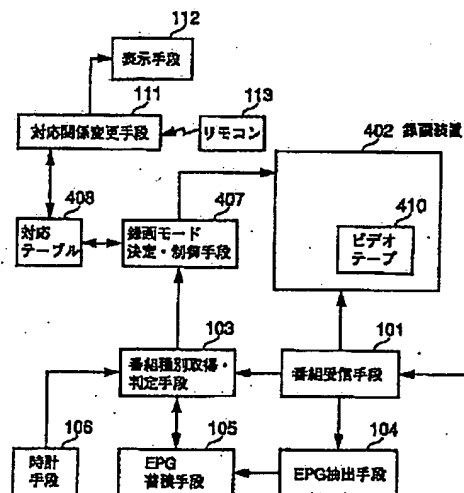 112
表示手段
111
113
対応関係変更手段
リモコン
402 録画装置
408
407
410
対応
テーブル
録画モード
決定・制御手段
ビデオ
テープ
103
101
番組種別取得・
判定手段
番組受信手段
106
105
104
時計
手段
EPG
蓄積手段
EPG抽出手段